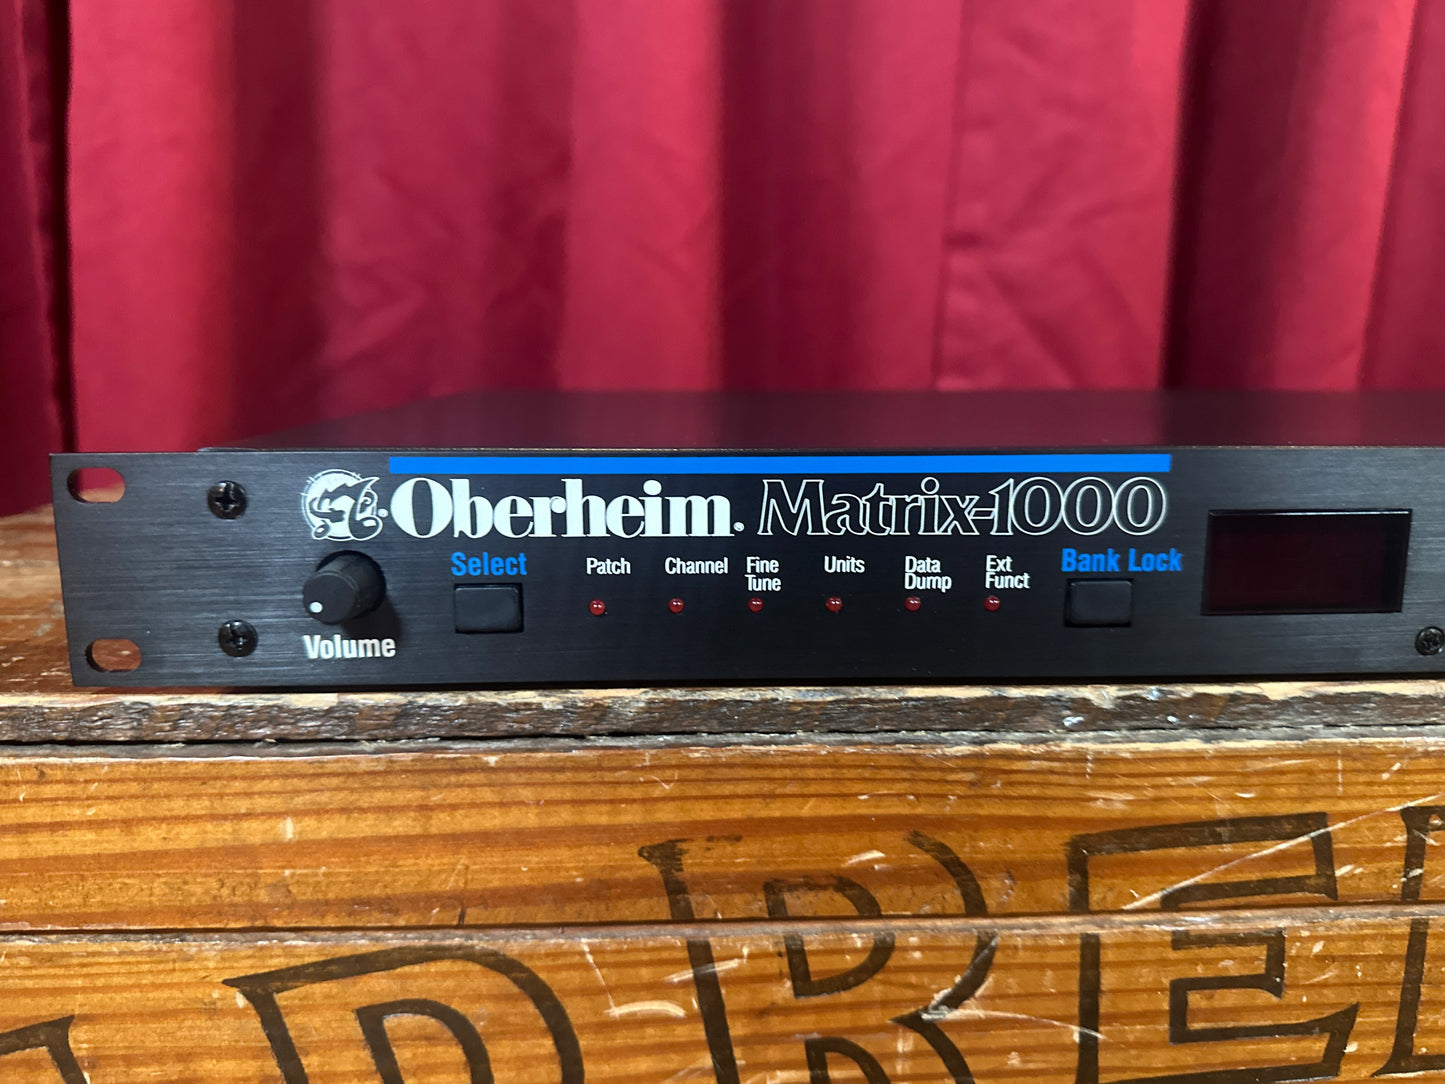 Oberheim® Matrix-1000
Select
Patch
Channel
Fine
Tune
Units
Data
Dump
Ext
Funct
Bank Lock
Volume